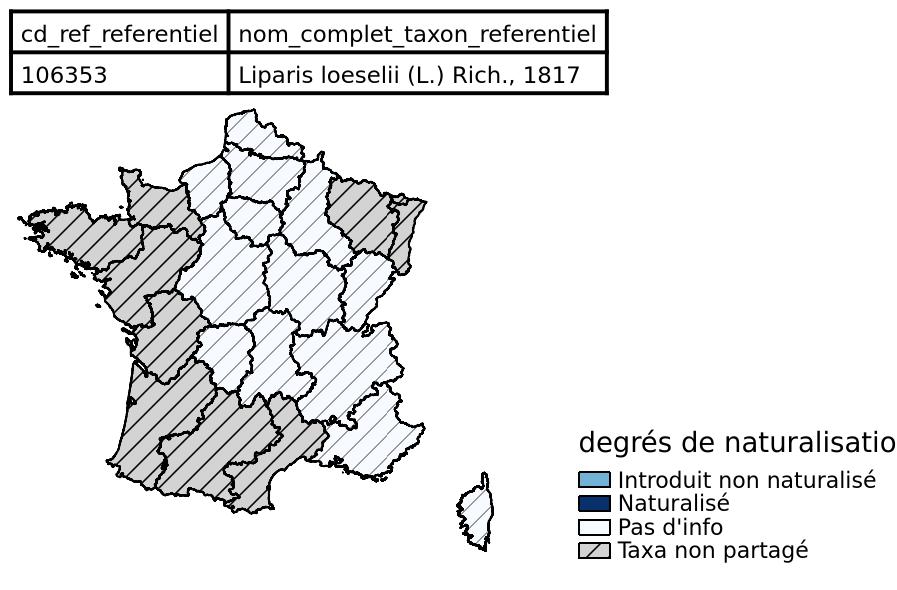 cd_ref_referentiel nom_complet_taxon_referentiel
106353 Liparis loeselii (L.) Rich., 1817
degrés de naturalisatio
Introduit non naturalisé
Naturalisé
Pas d'info
Taxa non partagé